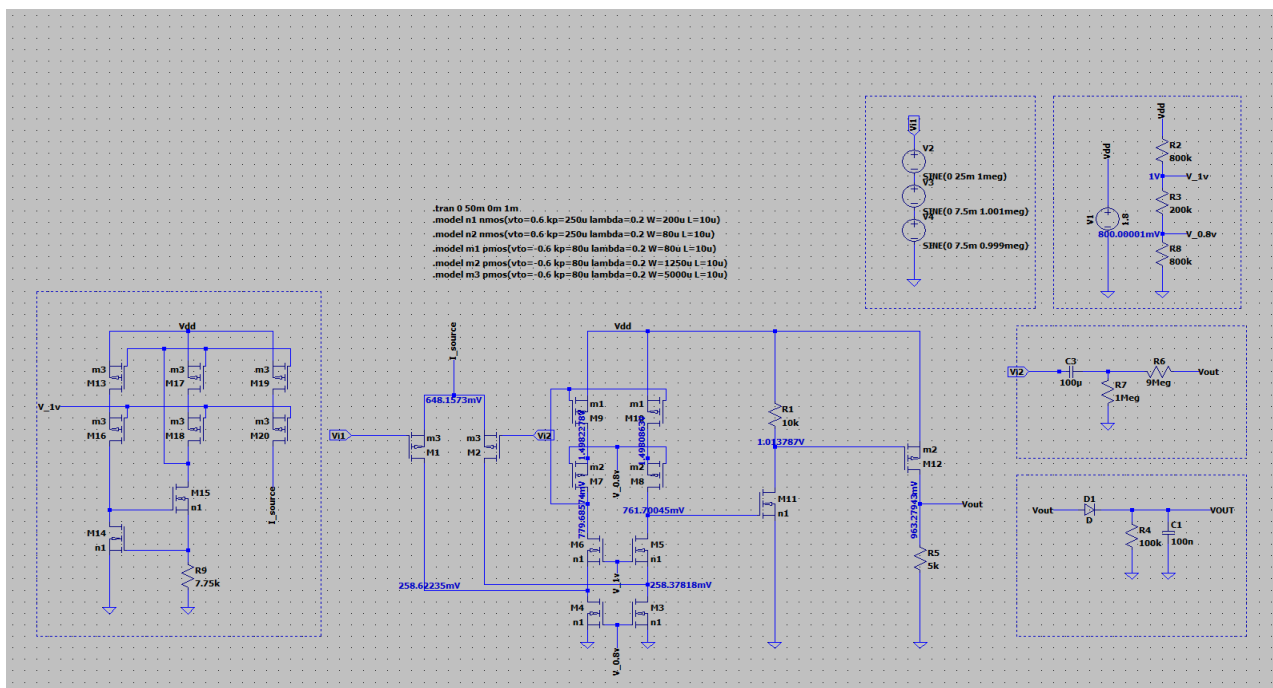 Vi1
V2
SINE(0 25m 1meg)
V3
SINE(0 7.5m 1.001meg)
V4
SINE(0 7.5m 0.999meg)
Vdd
V1
1.8
Vdd
R2
800k
1V
V_1v
R3
200k
800.00001mV
V_0.8v
R8
800k
.tran 0 50m 0m 1m
.model n1 nmos(vto=0.6 kp=250u lambda=0.2 W=200u L=10u)
.model n2 nmos(vto=0.6 kp=250u lambda=0.2 W=80u L=10u)
.model m1 pmos(vto=-0.6 kp=80u lambda=0.2 W=80u L=10u)
.model m2 pmos(vto=-0.6 kp=80u lambda=0.2 W=1250u L=10u)
.model m3 pmos(vto=-0.6 kp=80u lambda=0.2 W=5000u L=10u)
Vdd
m3
M13
m3
M17
m3
M19
V_1v
m3
M16
m3
M18
m3
M20
M15
n1
I_source
M14
n1
R9
7.75k
I_source
648.1573mV
Vi1
m3
M1
m3
M2
Vi2
258.62235mV
Vdd
m1
M9
m1
m2
M7
m2
M8
V_0.8v
779.68574mV
761.70045mV
M6
n1
M5
n1
V_1v
258.37818mV
M4
n1
M3
n1
V_0.8v
R1
10k
1.013787V
M11
n1
m2
M12
963.27943mV
Vout
R5
5k
Vi2
C3
100µ
R7
1Meg
R6
9Meg
Vout
Vout
D1
D
R4
100k
C1
100n
VOUT